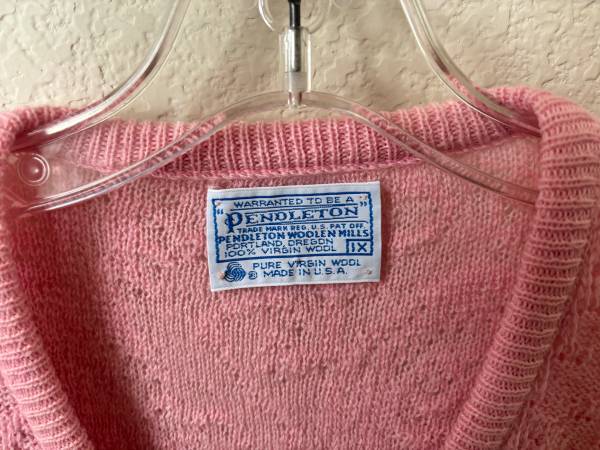 WARRANTED TO BE A
"PENDLETON"
TRADE MARK REG. U.S. PAT OFF.
PENDLETON WOOLEN MILLS
PORTLAND, OREGON
100% VIRGIN WOOL 1X
PURE VIRGIN WOOL
® MADE IN U.S.A.